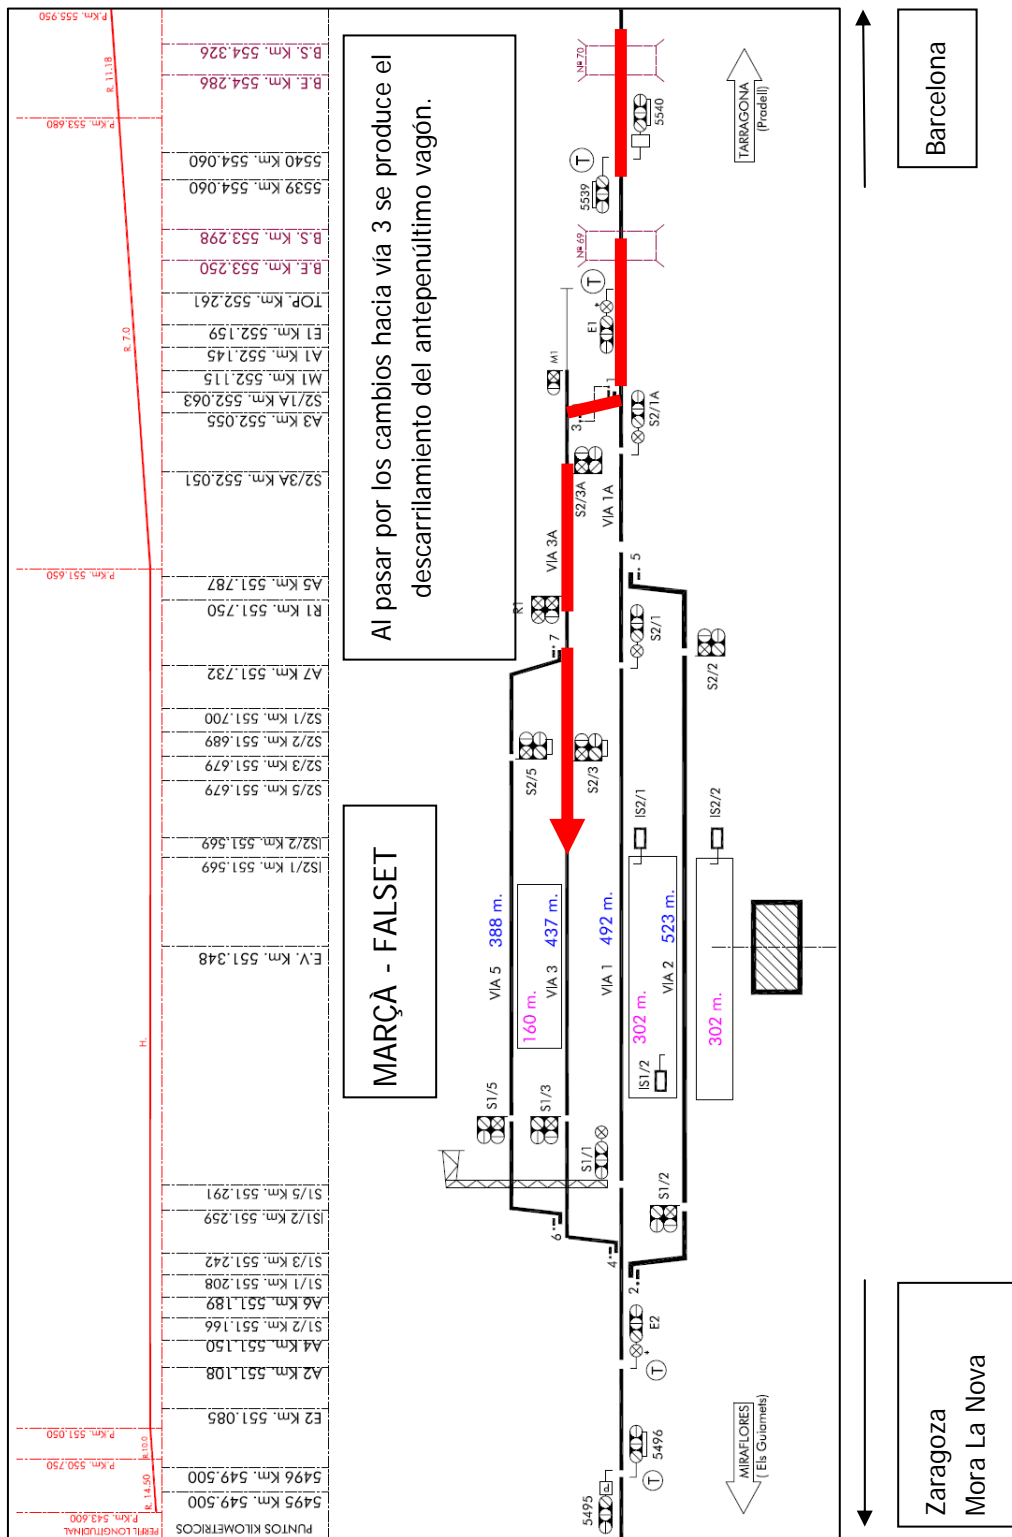 PERFIL LONGITUDINAL
P.Km. 543.600
R. 14.50
P.Km. 550.750
R.10.0
P.Km. 551.050
H.
P.Km. 551.650
R. 7.0
P.Km. 553.680
R. 11.18
P.Km. 555.950
PUNTOS KILOMETRICOS
5495 Km. 549.500
5496 Km. 549.500
E2 Km. 551.085
A2 Km. 551.108
A4 Km. 551.150
S1/2 Km. 551.166
A6 Km. 551.189
S1/1 Km. 551.208
S1/3 Km. 551.242
IS1/2 Km. 551.259
S1/5 Km. 551.291
E.V. Km. 551.348
IS2/1 Km. 551.569
IS2/2 Km. 551.569
S2/5 Km. 551.679
S2/3 Km. 551.679
S2/2 Km. 551.689
S2/1 Km. 551.700
A7 Km. 551.732
R1 Km. 551.750
A5 Km. 551.787
S2/3A Km. 552.051
A3 Km. 552.055
S2/1A Km. 552.063
M1 Km. 552.115
A1 Km. 552.145
E1 Km. 552.159
TOP. Km. 552.261
B.E. Km. 553.250
B.S. Km. 553.298
5539 Km. 554.060
5540 Km. 554.060
B.E. Km. 554.286
B.S. Km. 554.326
MARÇÀ - FALSET
Al pasar por los cambios hacia vía 3 se produce el
descarrilamiento del antepenúltimo vagón.
S1/5
VIA 5
388 m.
S2/5
7
R1
M1
6
S1/3
160 m.
VIA 3
437 m.
S2/3
VIA 3A
S2/3A
3
1
E1
T
Nº 69
5539
T
Nº 70
5495
P
4
S1/1
VIA 1
492 m.
VIA 1A
5496
T
E2
T
2
S1/2
IS1/2
302 m.
VIA 2
523 m.
IS2/1
S2/1
5
S2/1A
5540
302 m.
IS2/2
S2/2
MIRAFLORES
( Els Guiamets)
TARRAGONA
(Pradell)
Zaragoza
Mora La Nova
Barcelona